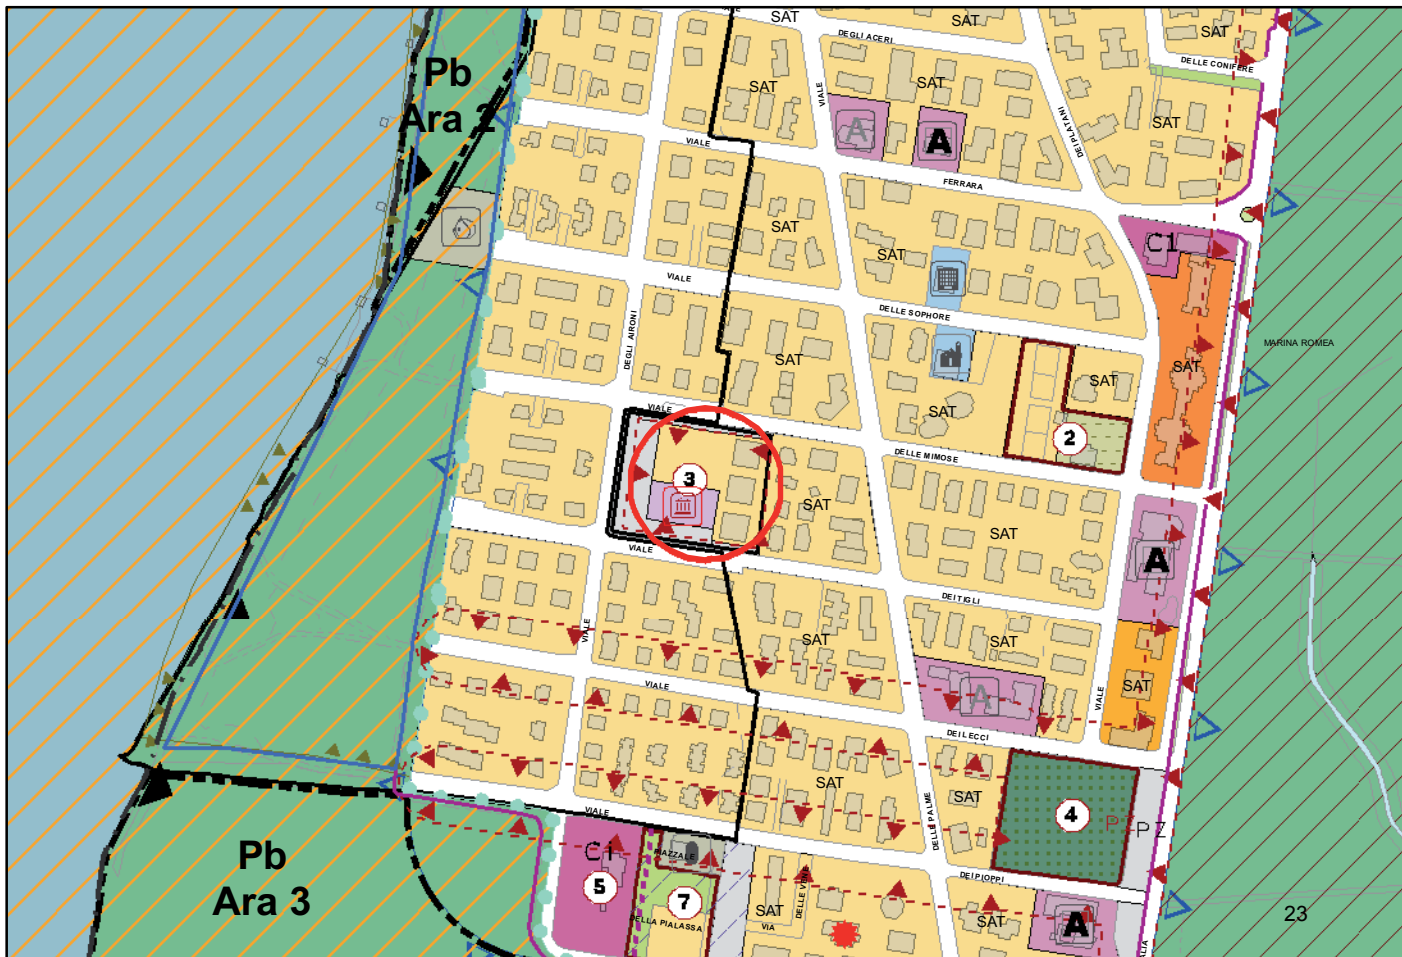 SAT
SAT
DEGLI ACERI
SAT
DELLE CONIFERE
Pb
Ara 2
SAT
VIALE
SAT
DEI PLATANI
SAT
A
A
VIALE
FERRARA
SAT
SAT
C1
VIALE
DELLE SOPHORE
DEGLI AIRONI
MARINA ROMEA
SAT
SAT
SAT
VIALE
SAT
2
DELLE MIMOSE
3
SAT
SAT
VIALE
A
DEI TIGLI
VIALE
SAT
SAT
VIALE
SAT
A
VIALE
DEI LECCI
SAT
SAT
VIALE
4
P
PZ
DELLE PALME
Pb
Ara 3
C1
PIAZZALE
DEI PIOPPI
5
7
DELLE VENE
SAT
DELLA PIALASSA
VIA
SAT
A
23